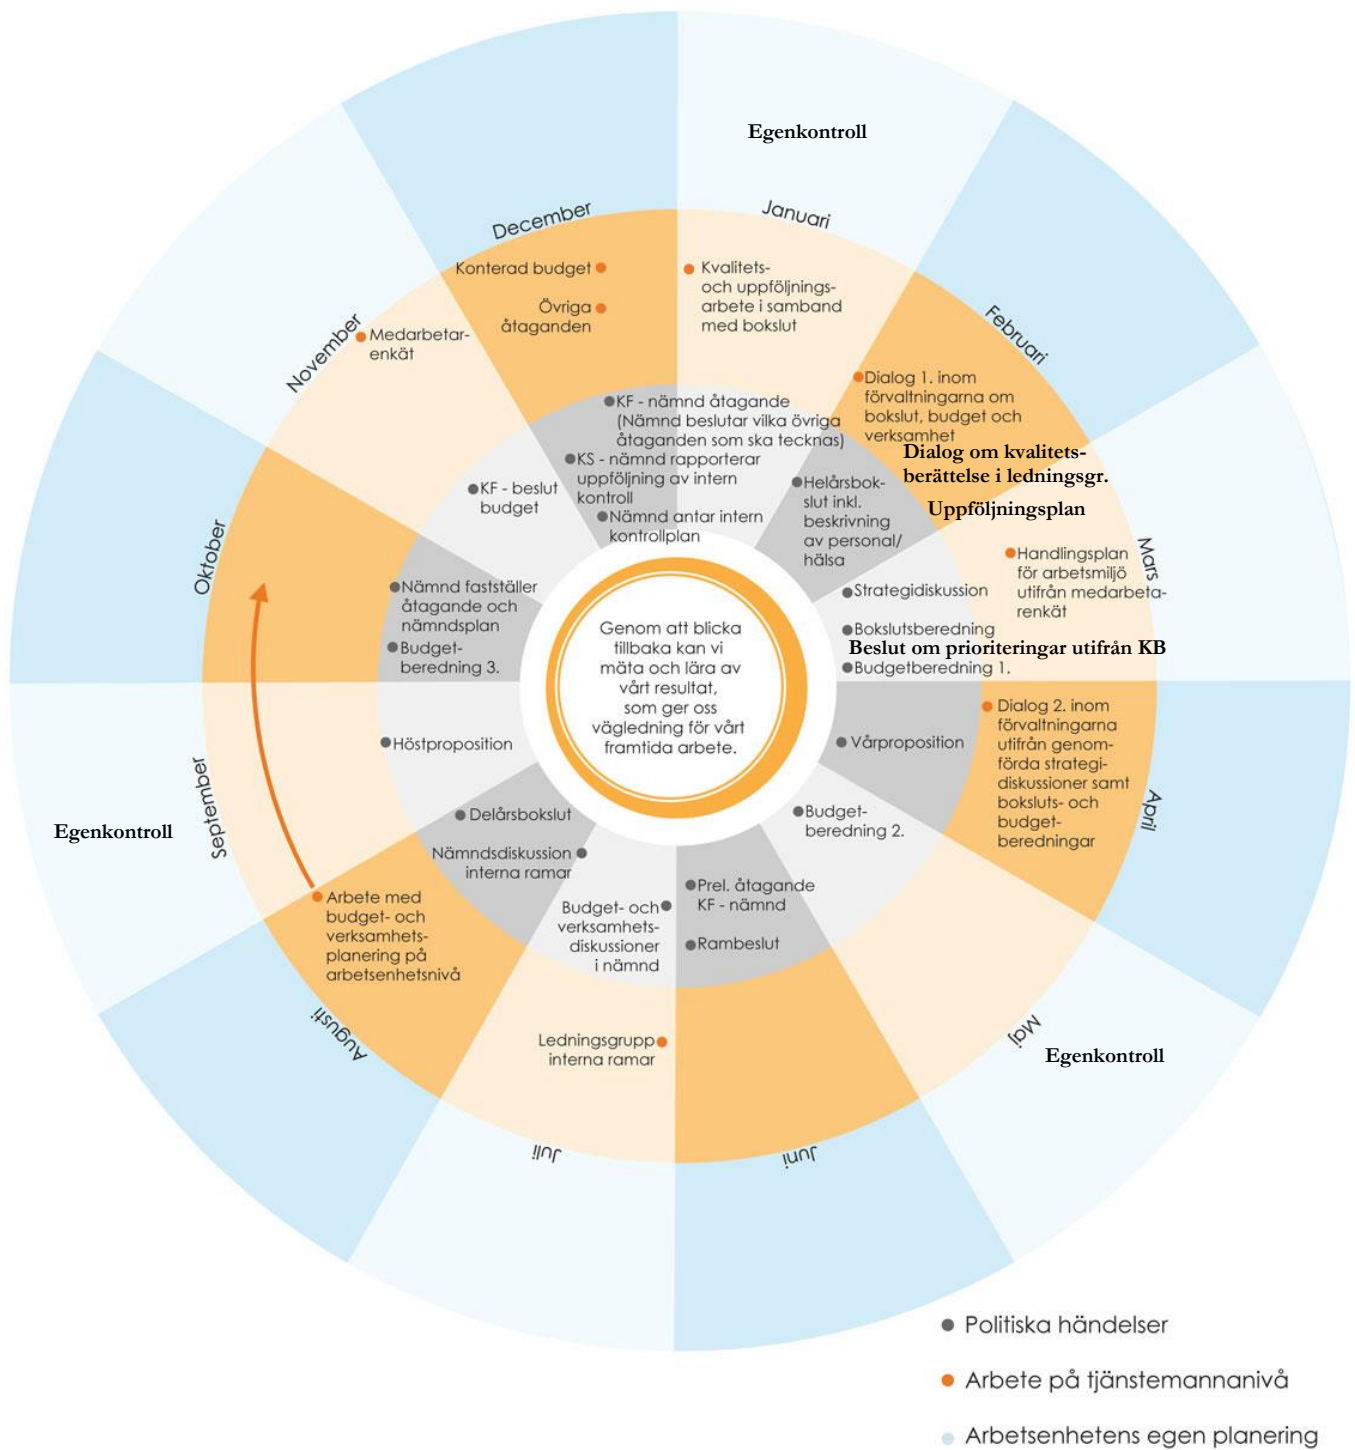 Egenkontroll
Januari
Kvalitets-
och uppföljnings-
arbete i samband
med bokslut
Februari
Dialog 1. inom
förvaltningarna om
bokslut, budget och
verksamhet
Dialog om kvalitets-
berättelse i ledningsgr.
Uppföljningsplan
Helårsbok-
slut inkl.
beskrivning
av personal/
hälsa
Mars
Handlingsplan
för arbetsmiljö
utifrån medarbeta-
renkät
Strategidiskussion
Bokslutsberedning
Beslut om prioriteringar utifrån KB
Budgetberedning 1.
April
Dialog 2. inom
förvaltningarna
utifrån genom-
förda strategi-
diskussioner samt
boksluts- och
budget-
beredningar
Vårproposition
Maj
Egenkontroll
Budget-
beredning 2.
Juni
Prel. åtagande
KF - nämnd
Rambeslut
Juli
Budget- och
verksamhets-
diskussioner
i nämnd
Ledningsgrupp
interna ramar
Augusti
Delårsbokslut
Nämndsdiskussion
interna ramar
Arbete med
budget- och
verksamhets-
planering på
arbetsenhetsnivå
September
Egenkontroll
Höstproposition
Oktober
Nämnd fastställer
åtagande och
nämndsplan
Budget-
beredning 3.
November
Medarbetar-
enkät
KF - beslut
budget
December
Konterad budget
Övriga
åtaganden
KF - nämnd åtagande
(Nämnd beslutar vilka övriga
åtaganden som ska tecknas)
KS - nämnd rapporterar
uppföljning av intern
kontroll
Nämnd antar intern
kontrollplan
Genom att blicka
tillbaka kan vi
mäta och lära av
vårt resultat,
som ger oss
vägledning för vårt
framtida arbete.
Politiska händelser
Arbete på tjänstemannanivå
Arbetsenhetens egen planering